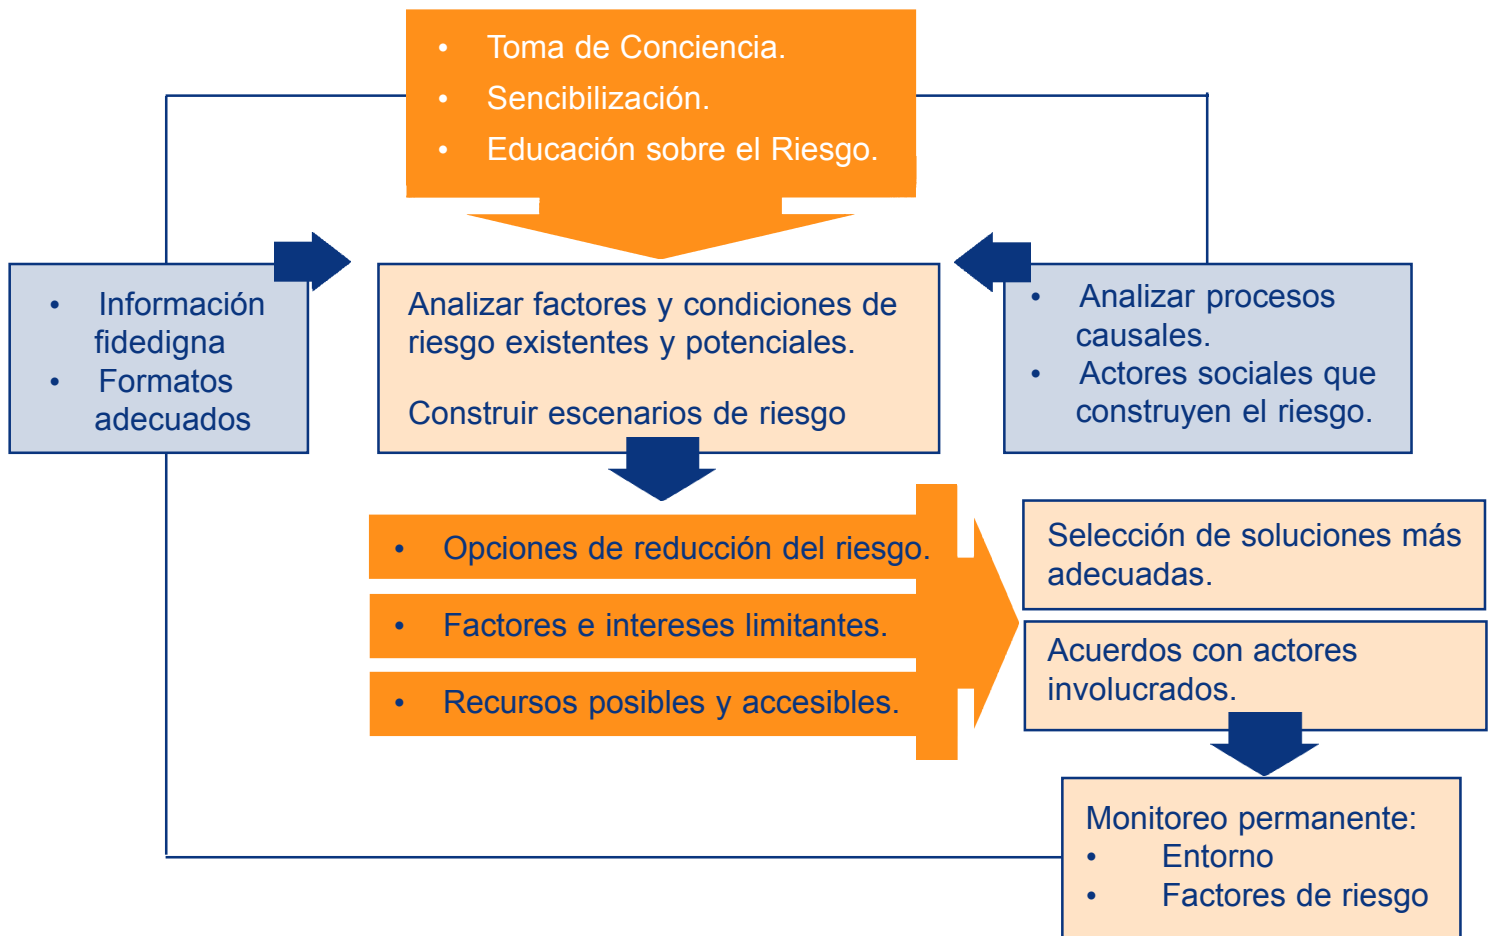 • Toma de Conciencia.
• Sencibilización.
• Educación sobre el Riesgo.
• Información
fidedigna
• Formatos
adecuados
Analizar factores y condiciones de
riesgo existentes y potenciales.
Construir escenarios de riesgo
• Analizar procesos
causales.
• Actores sociales que
construyen el riesgo.
• Opciones de reducción del riesgo.
• Factores e intereses limitantes.
• Recursos posibles y accesibles.
Selección de soluciones más
adecuadas.
Acuerdos con actores
involucrados.
Monitoreo permanente:
• Entorno
• Factores de riesgo